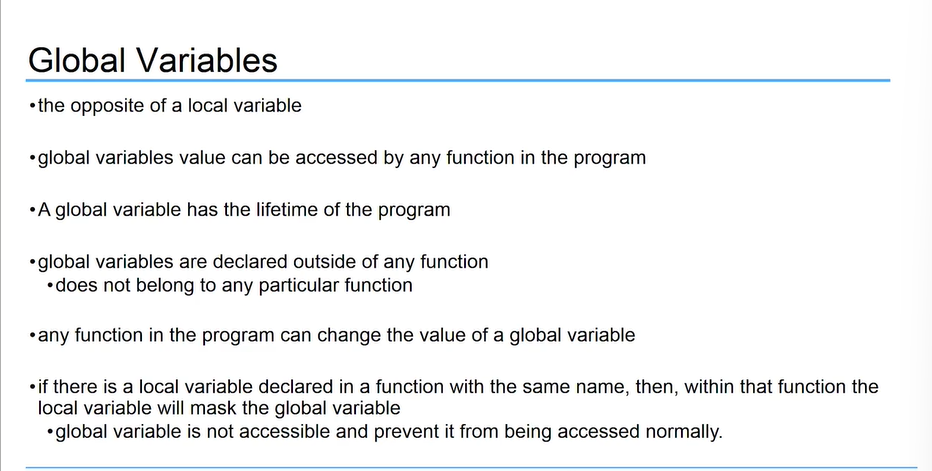 Global Variables
•the opposite of a local variable
•global variables value can be accessed by any function in the program
•A global variable has the lifetime of the program
•global variables are declared outside of any function
•does not belong to any particular function
•any function in the program can change the value of a global variable
•if there is a local variable declared in a function with the same name, then, within that function the
local variable will mask the global variable
•global variable is not accessible and prevent it from being accessed normally.